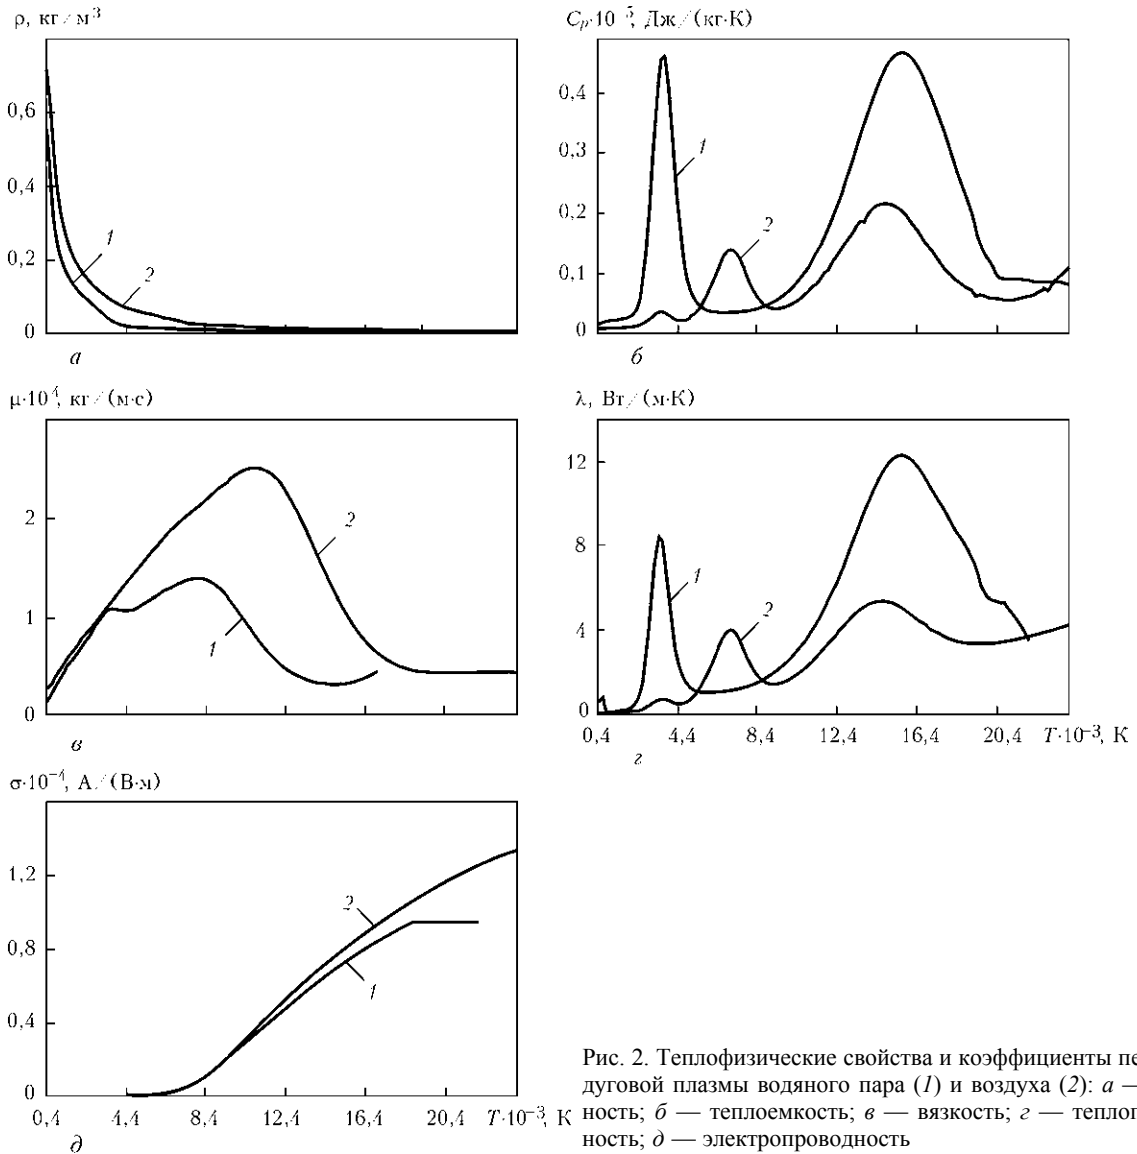 ρ, кг/м³
0,6
0,4
0,2
0
1
2
а
C_p·10⁻⁵, Дж/(кг·К)
0,4
0,3
0,2
0,1
0
1
2
б
μ·10⁴, кг/(м·с)
2
1
0
2
1
в
λ, Вт/(м·К)
12
8
4
0
1
2
0,4 4,4 8,4 12,4 16,4 20,4 T·10⁻³, К
г
σ·10⁻⁴, А/(В·м)
1,2
0,8
0,4
0
2
1
0,4 4,4 8,4 12,4 16,4 20,4 T·10⁻³, К
д
Рис. 2. Теплофизические свойства и коэффициенты пе
дуговой плазмы водяного пара (1) и воздуха (2): а —
ность; б — теплоемкость; в — вязкость; г — теплоп
ность; д — электропроводность